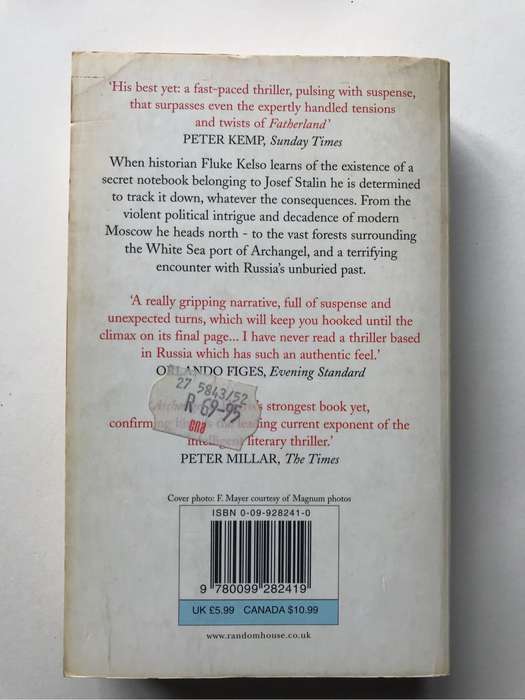 'His best yet: a fast-paced thriller, pulsing with suspense,
that surpasses even the expertly handled tensions
and twists of Fatherland'
PETER KEMP, Sunday Times
When historian Fluke Kelso learns of the existence of a
secret notebook belonging to Josef Stalin he is determined
to track it down, whatever the consequences. From the
violent political intrigue and decadence of modern
Moscow he heads north - to the vast forests surrounding
the White Sea port of Archangel, and a terrifying
encounter with Russia's unburied past.
'A really gripping narrative, full of suspense and
unexpected turns, which will keep you hooked until the
climax on its final page... I have never read a thriller based
in Russia which has such an authentic feel.'
ORLANDO FIGES, Evening Standard
27 5843/52
R 69-95
cna
strongest book yet,
confirming leading current exponent of the
intelligent literary thriller.'
PETER MILLAR, The Times
Cover photo: F. Mayer courtesy of Magnum photos
ISBN 0-09-928241-0
9 780099 282419
UK £5.99 CANADA $10.99
www.randomhouse.co.uk